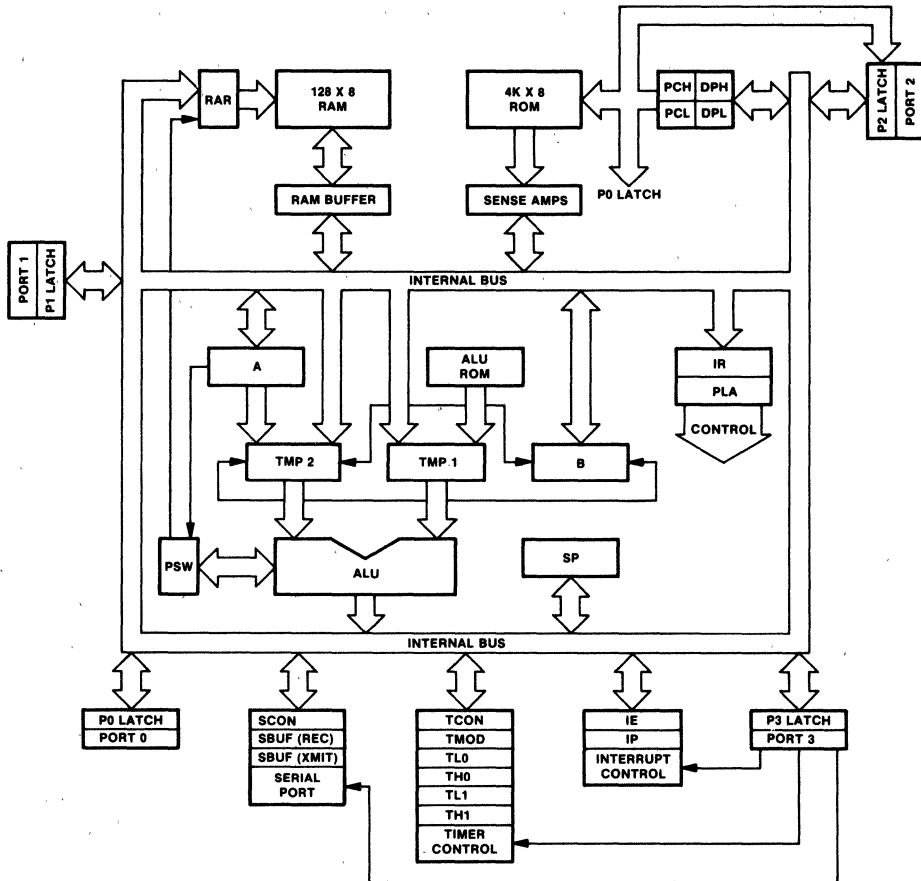 RAR
128 X 8
RAM
4K X 8
ROM
PCH
DPH
PCL
DPL
P2 LATCH
PORT 2
RAM BUFFER
SENSE AMPS
P0 LATCH
PORT 1
P1 LATCH
INTERNAL BUS
A
ALU
ROM
IR
PLA
CONTROL
TMP 2
TMP 1
B
PSW
ALU
SP
INTERNAL BUS
P0 LATCH
PORT 0
SCON
SBUF (REC)
SBUF (XMIT)
SERIAL
PORT
TCON
TMOD
TL0
TH0
TL1
TH1
TIMER
CONTROL
IE
IP
INTERRUPT
CONTROL
P3 LATCH
PORT 3